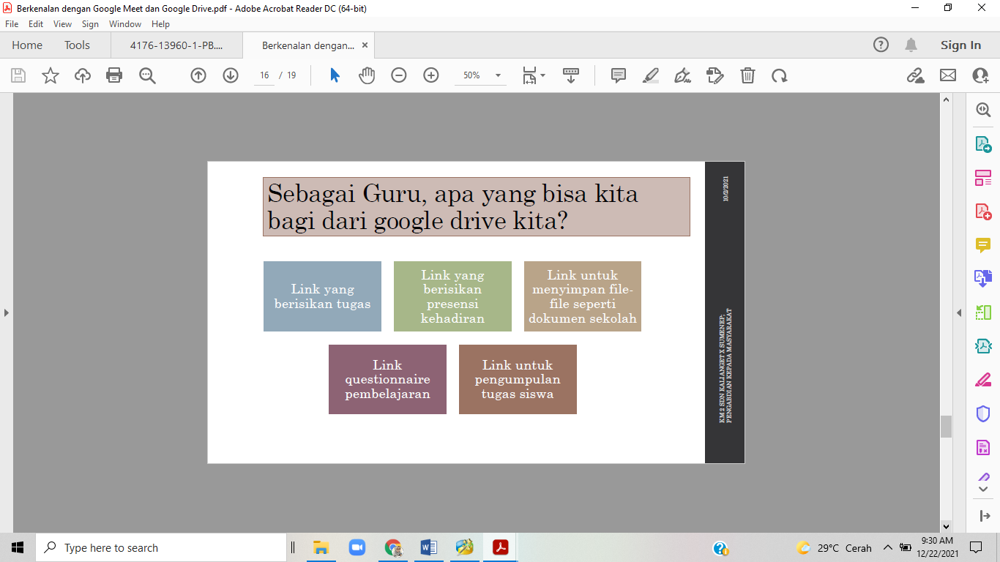 Berkenalan dengan Google Meet dan Google Drive.pdf - Adobe Acrobat Reader DC (64-bit)
File Edit View Sign Window Help
Home Tools 4176-13960-1-PB.... Berkenalan dengan... ×
Sign In
16 / 19
50%
Sebagai Guru, apa yang bisa kita
bagi dari google drive kita?
Link yang
berisikan tugas
Link yang
berisikan
presensi
kehadiran
Link untuk
menyimpan file-
file seperti
dokumen sekolah
Link
questionnaire
pembelajaran
Link untuk
pengumpulan
tugas siswa
10/2/2021
KM 2 SDN KALIANGET X SUMENEP;
PENGABDIAN KEPADA MASYARAKAT
Type here to search
29°C Cerah
9:30 AM
12/22/2021